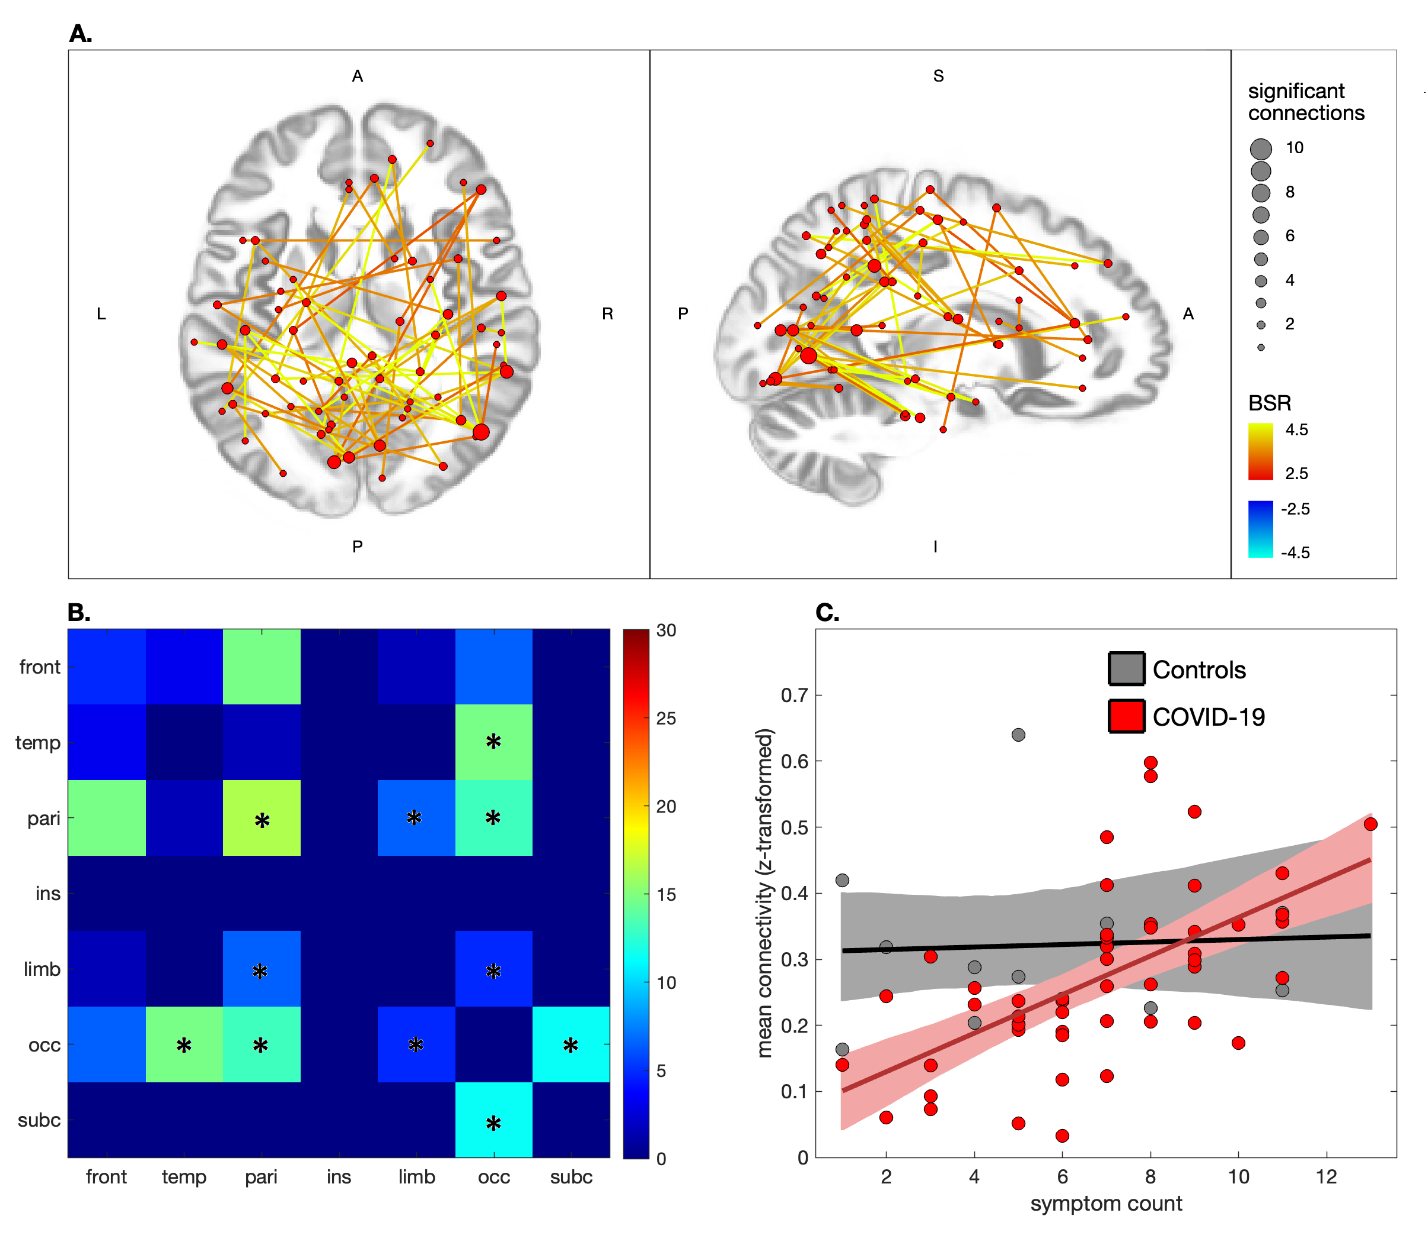 A.
A
S
L
R
P
A
P
I
significant
connections
10
8
6
4
2
BSR
4.5
2.5
-2.5
-4.5
B.
front
temp
pari
ins
limb
occ
subc
*
* * *
* *
* * * *
*
front temp pari ins limb occ subc
30
25
20
15
10
5
0
C.
Controls
COVID-19
mean connectivity (z-transformed)
0.7
0.6
0.5
0.4
0.3
0.2
0.1
0
2 4 6 8 10 12
symptom count